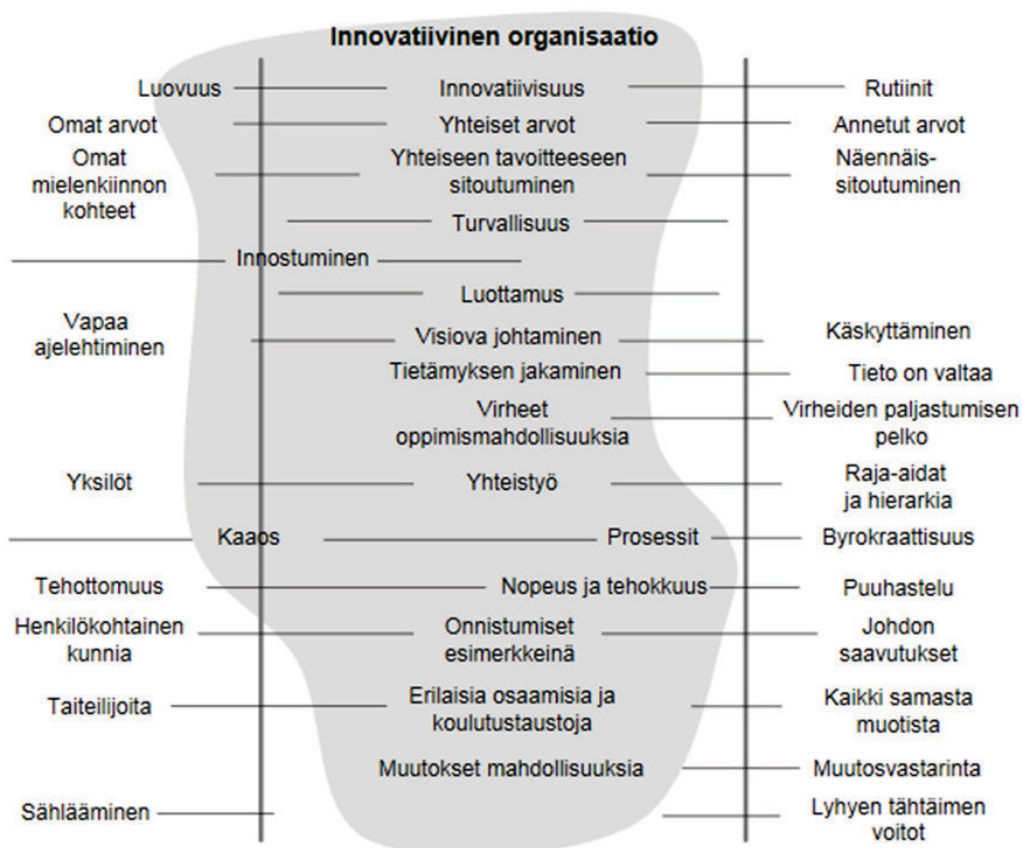 Innovatiivinen organisaatio
Luovuus Innovatiivisuus Rutiinit
Omat arvot Yhteiset arvot Annetut arvot
Omat
mielenkiinnon
kohteet
Yhteiseen tavoitteeseen
sitoutuminen
Näennäis-
sitoutuminen
Turvallisuus
Innostuminen
Luottamus
Vapaa
ajelehtiminen
Visiova johtaminen
Käskyttäminen
Tietämyksen jakaminen Tieto on valtaa
Virheet
oppimismahdollisuuksia
Virheiden paljastumisen
pelko
Yksilöt Yhteistyö
Raja-aidat
ja hierarkia
Kaaos Prosessit Byrokraattisuus
Tehottomuus Nopeus ja tehokkuus Puuhastelu
Henkilökohtainen
kunnia
Onnistumiset
esimerkkeinä
Johdon
saavutukset
Taiteilijoita
Erilaisia osaamisia ja
koulutustaustoja
Kaikki samasta
muotista
Muutokset mahdollisuuksia Muutosvastarinta
Sählääminen
Lyhyen tähtäimen
voitot